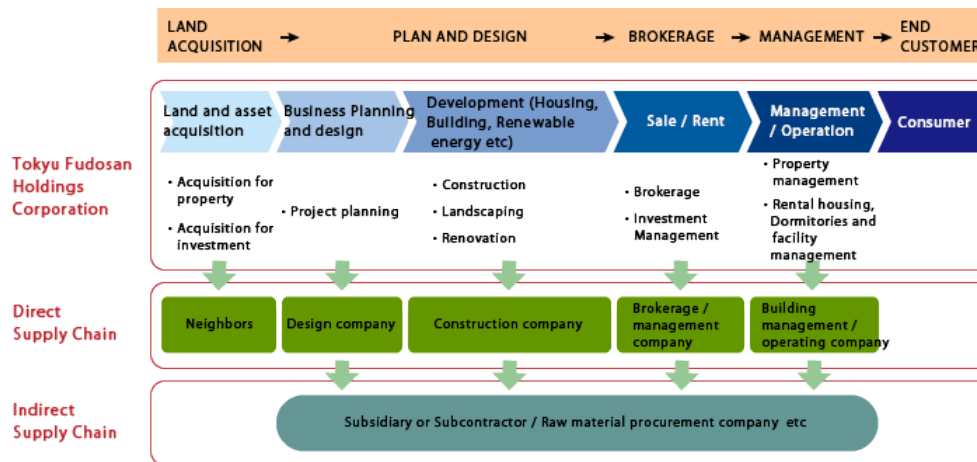 LAND
ACQUISITION
PLAN AND DESIGN
BROKERAGE
MANAGEMENT
END
CUSTOMER
Tokyu Fudosan
Holdings
Corporation
Land and asset
acquisition
Business Planning
and design
Development (Housing,
Building, Renewable
energy etc)
Sale / Rent
Management
/ Operation
Consumer
• Acquisition for
property
• Acquisition for
investment
• Project planning
• Construction
• Landscaping
• Renovation
• Brokerage
• Investment
Management
• Property
management
• Rental housing,
Dormitories and
facility
management
Direct
Supply Chain
Neighbors
Design company
Construction company
Brokerage /
management
company
Building
management /
operating company
Indirect
Supply Chain
Subsidiary or Subcontractor / Raw material procurement company etc